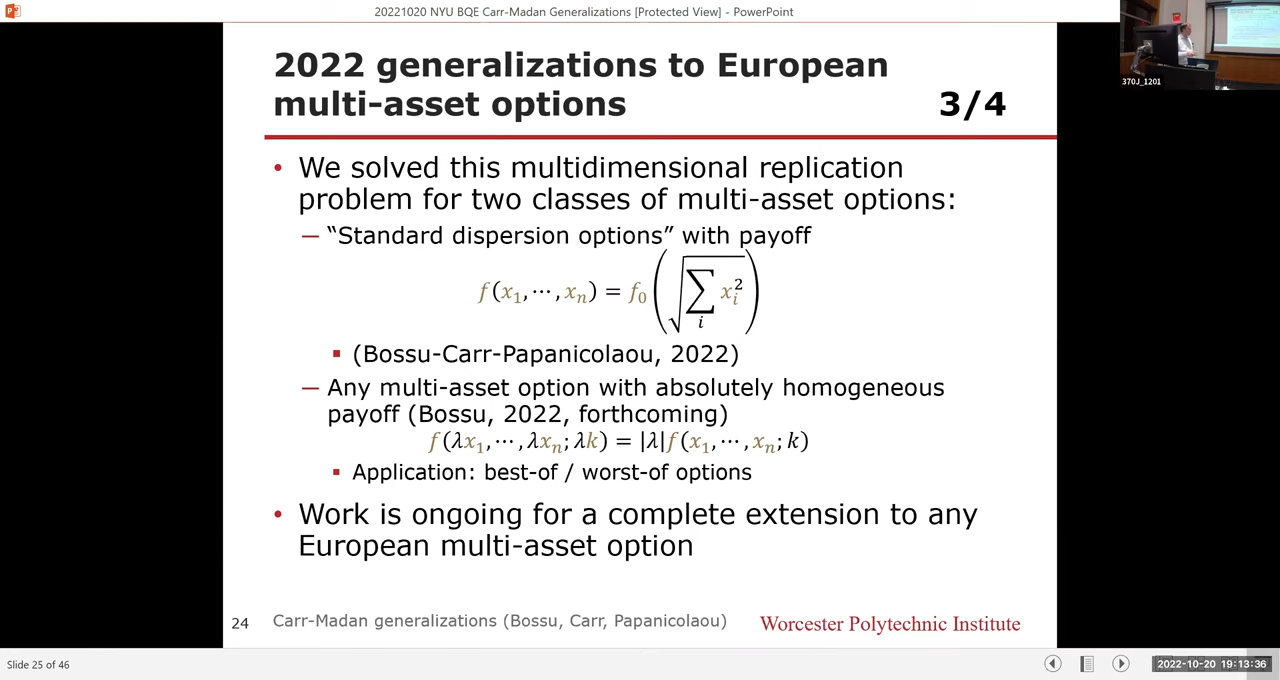 20221020 NYU BQE Carr-Madan Generalizations [Protected View] - PowerPoint
370J_1201
2022 generalizations to European
multi-asset options 3/4
• We solved this multidimensional replication
problem for two classes of multi-asset options:
— “Standard dispersion options” with payoff
f(x₁,⋯,xₙ) = f₀(√(∑ᵢ xᵢ²))
▪ (Bossu-Carr-Papanicolaou, 2022)
— Any multi-asset option with absolutely homogeneous
payoff (Bossu, 2022, forthcoming)
f(λx₁,⋯,λxₙ; λk) = |λ|f(x₁,⋯,xₙ; k)
▪ Application: best-of / worst-of options
• Work is ongoing for a complete extension to any
European multi-asset option
24 Carr-Madan generalizations (Bossu, Carr, Papanicolaou) Worcester Polytechnic Institute
Slide 25 of 46
2022-10-20 19:13:36